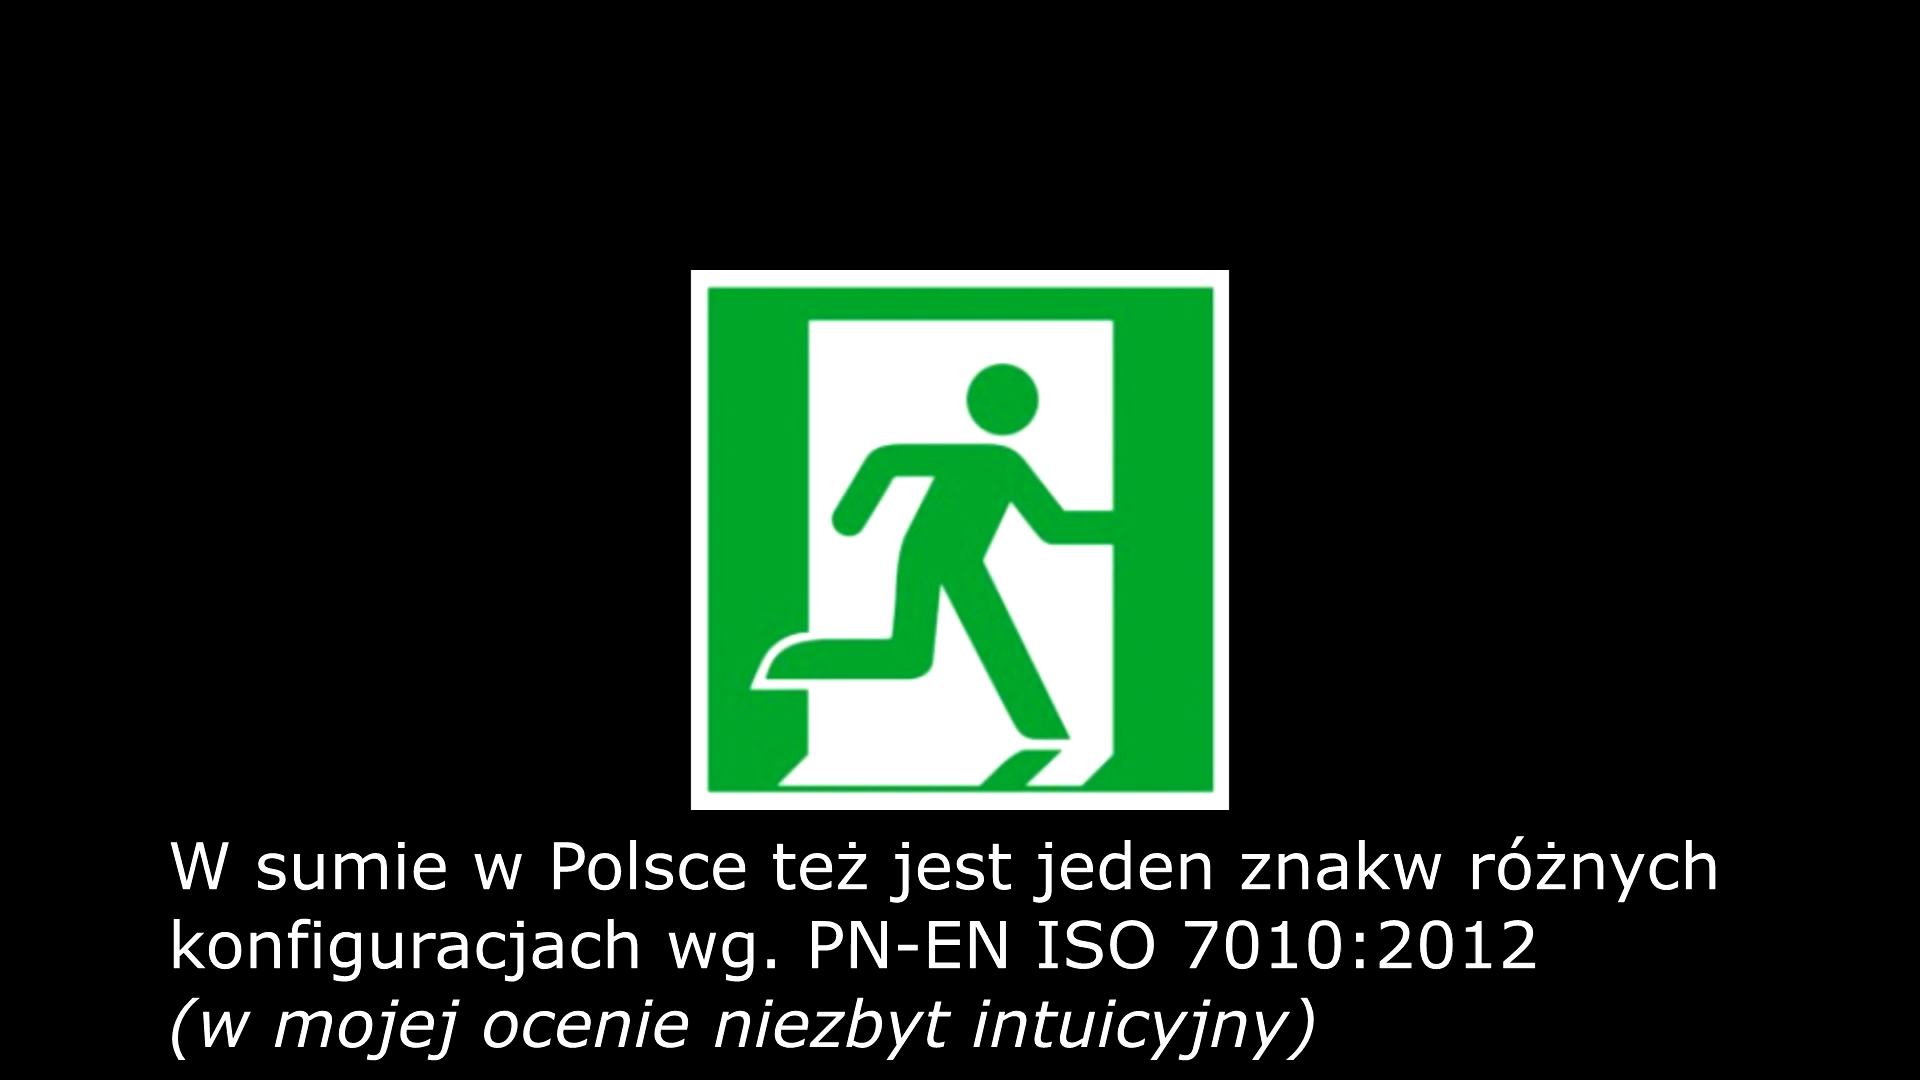 W sumie w Polsce też jest jeden znakw różnych
konfiguracjach wg. PN-EN ISO 7010:2012
(w mojej ocenie niezbyt intuicyjny)